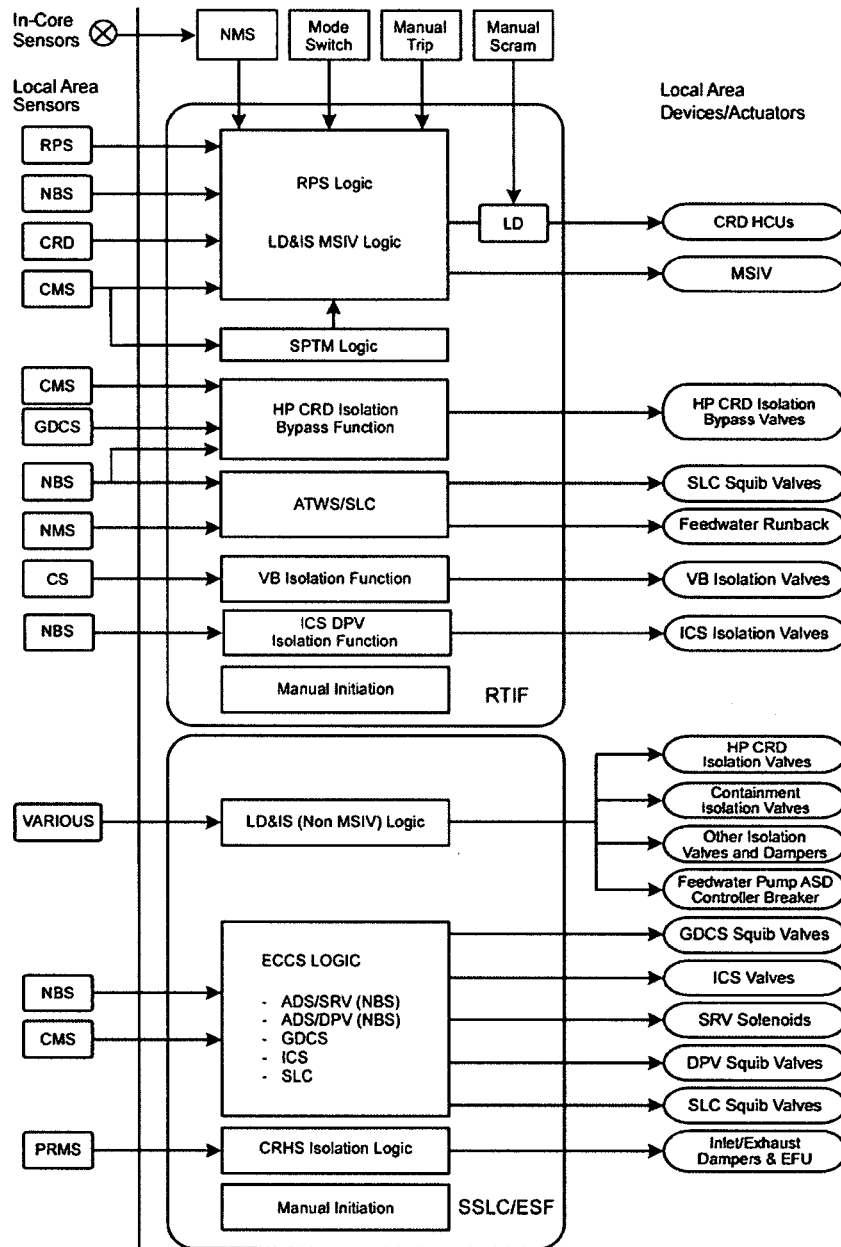 In-Core
Sensors
NMS
Mode
Switch
Manual
Trip
Manual
Scram
Local Area
Sensors
Local Area
Devices/Actuators
RPS
NBS
CRD
CMS
RPS Logic
LD&IS MSIV Logic
LD
CRD HCUs
MSIV
SPTM Logic
CMS
GDCS
HP CRD Isolation
Bypass Function
HP CRD Isolation
Bypass Valves
NBS
NMS
ATWS/SLC
SLC Squib Valves
Feedwater Runback
CS
VB Isolation Function
VB Isolation Valves
NBS
ICS DPV
Isolation Function
ICS Isolation Valves
Manual Initiation
RTIF
VARIOUS
LD&IS (Non MSIV) Logic
HP CRD
Isolation Valves
Containment
Isolation Valves
Other Isolation
Valves and Dampers
Feedwater Pump ASD
Controller Breaker
NBS
CMS
ECCS LOGIC
- ADS/SRV (NBS)
- ADS/DPV (NBS)
- GDCS
- ICS
- SLC
GDCS Squib Valves
ICS Valves
SRV Solenoids
DPV Squib Valves
SLC Squib Valves
PRMS
CRHS Isolation Logic
Inlet/Exhaust
Dampers & EFU
Manual Initiation
SSLC/ESF